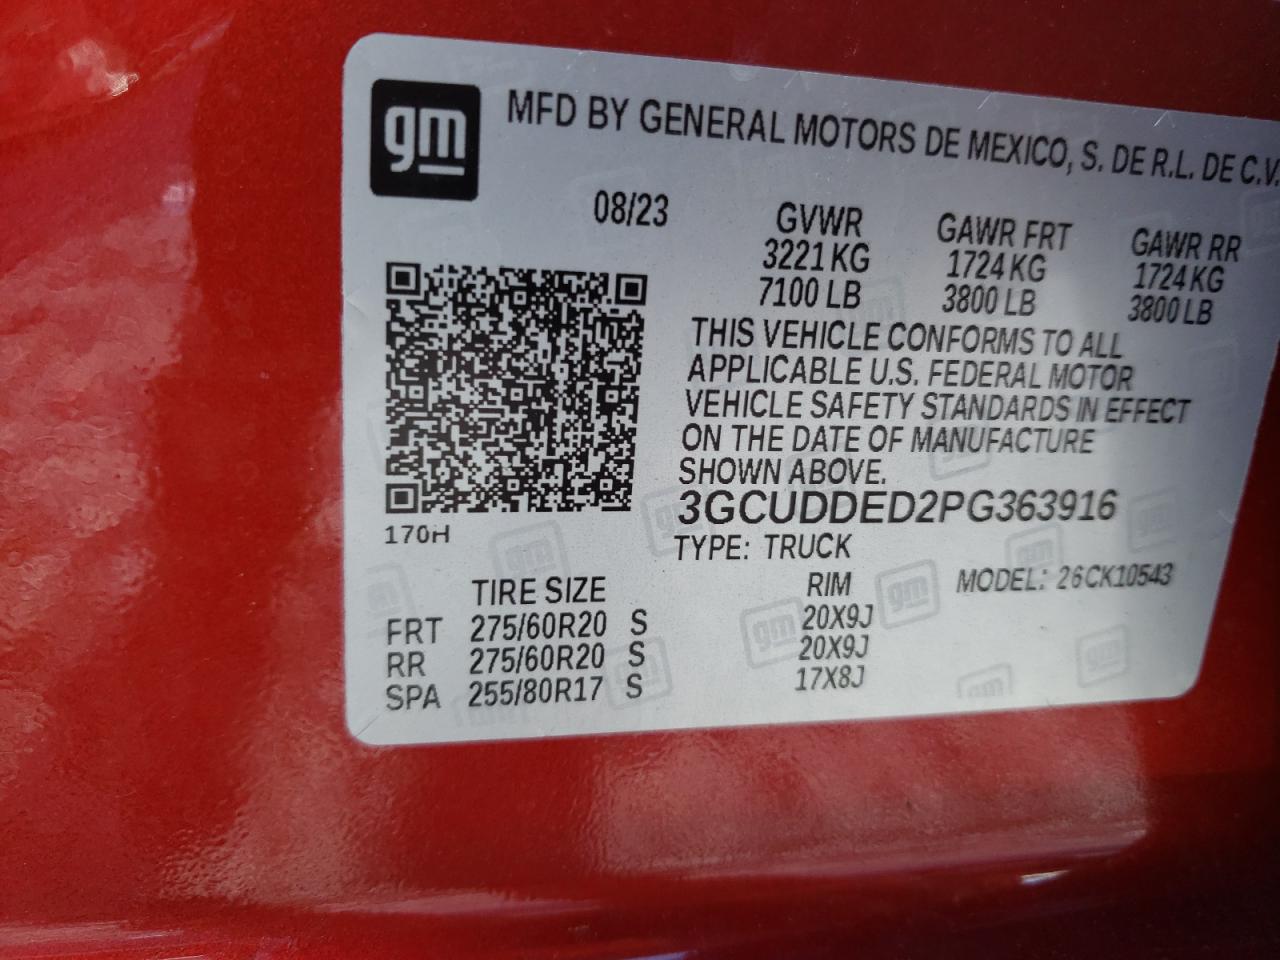 gm MFD BY GENERAL MOTORS DE MEXICO, S. DE R.L. DE C.V.
08/23 GVWR GAWR FRT GAWR RR
3221 KG 1724 KG 1724 KG
7100 LB 3800 LB 3800 LB
THIS VEHICLE CONFORMS TO ALL
APPLICABLE U.S. FEDERAL MOTOR
VEHICLE SAFETY STANDARDS IN EFFECT
ON THE DATE OF MANUFACTURE
SHOWN ABOVE.
3GCUDDED2PG363916
170H
TYPE: TRUCK
TIRE SIZE RIM MODEL: 26CK10543
FRT 275/60R20 S 20X9J
RR 275/60R20 S 20X9J
SPA 255/80R17 S 17X8J